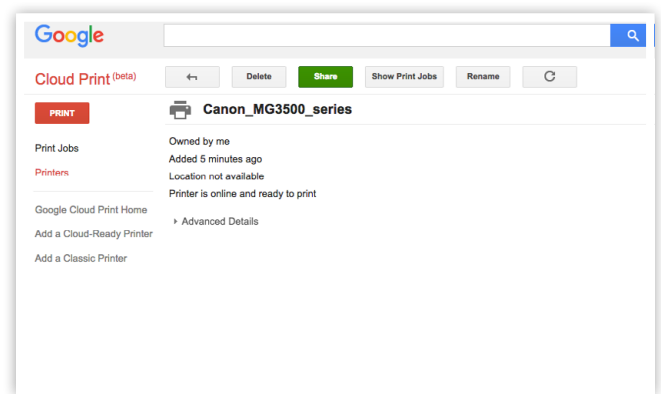 Google
Cloud Print (beta)
Delete
Share
Show Print Jobs
Rename
PRINT
Canon_MG3500_series
Print Jobs
Printers
Owned by me
Added 5 minutes ago
Location not available
Printer is online and ready to print
Advanced Details
Google Cloud Print Home
Add a Cloud-Ready Printer
Add a Classic Printer